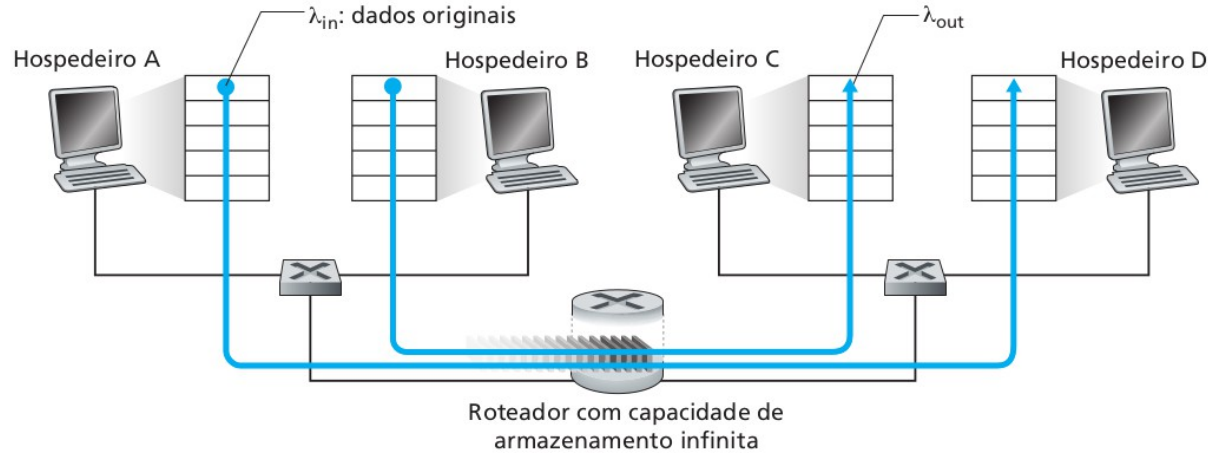 λin: dados originais
λout
Hospedeiro A
Hospedeiro B
Hospedeiro C
Hospedeiro D
Roteador com capacidade de
armazenamento infinita